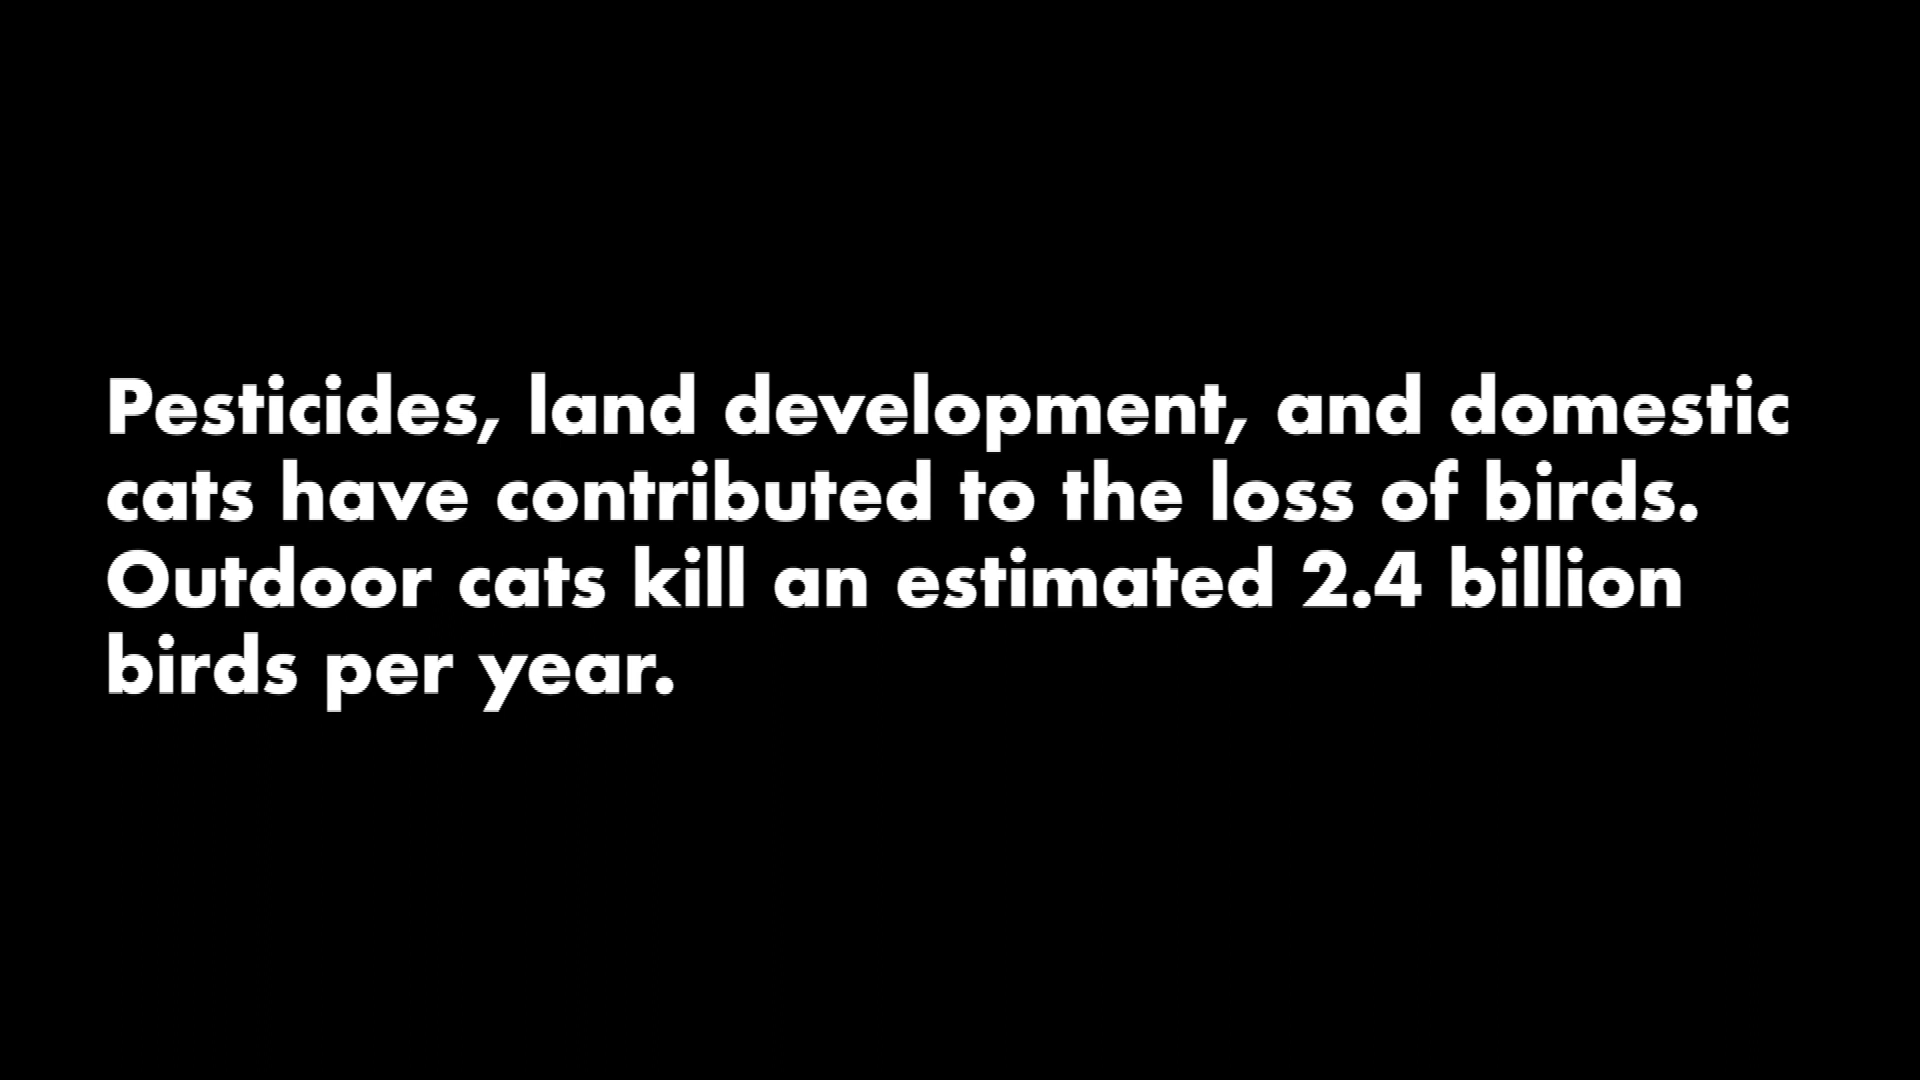 Pesticides, land development, and domestic
cats have contributed to the loss of birds.
Outdoor cats kill an estimated 2.4 billion
birds per year.